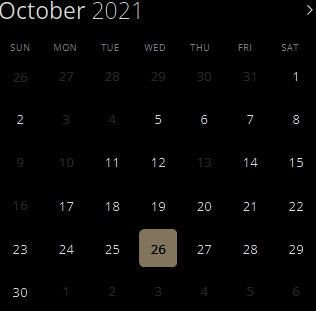 October 2021
SUN MON TUE WED THU FRI SAT
26 27 28 29 30 31 1
2 3 4 5 6 7 8
9 10 11 12 13 14 15
16 17 18 19 20 21 22
23 24 25 26 27 28 29
30 1 2 3 4 5 6